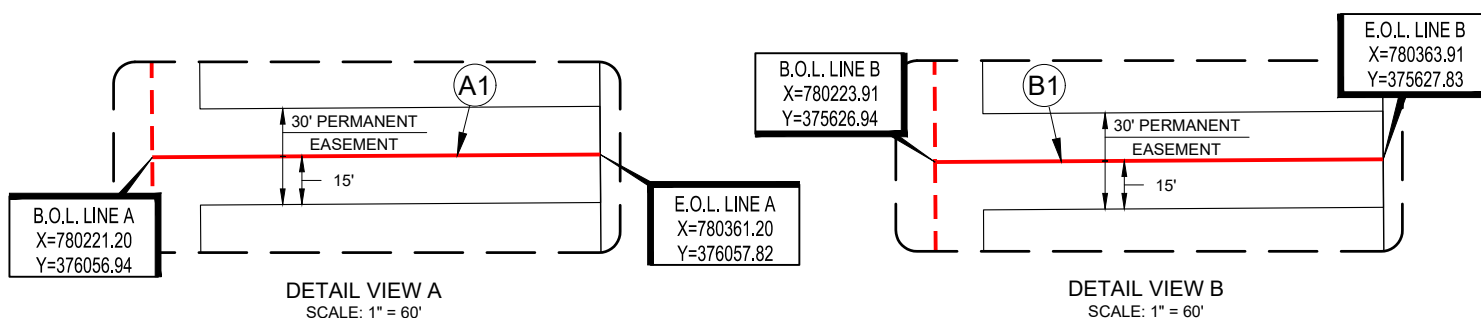 A1
30' PERMANENT
EASEMENT
15'
B.O.L. LINE A
X=780221.20
Y=376056.94
E.O.L. LINE A
X=780361.20
Y=376057.82
DETAIL VIEW A
SCALE: 1" = 60'
B.O.L. LINE B
X=780223.91
Y=375626.94
B1
E.O.L. LINE B
X=780363.91
Y=375627.83
30' PERMANENT
EASEMENT
15'
DETAIL VIEW B
SCALE: 1" = 60'